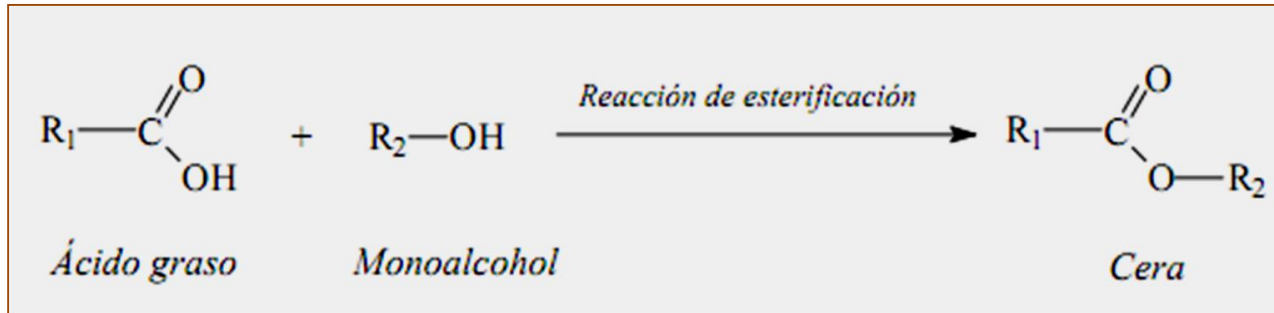 O
O
Reacción de esterificación
R₁—C + R₂—OH R₁—C
OH
O—R₂
Ácido graso Monoalcohol Cera